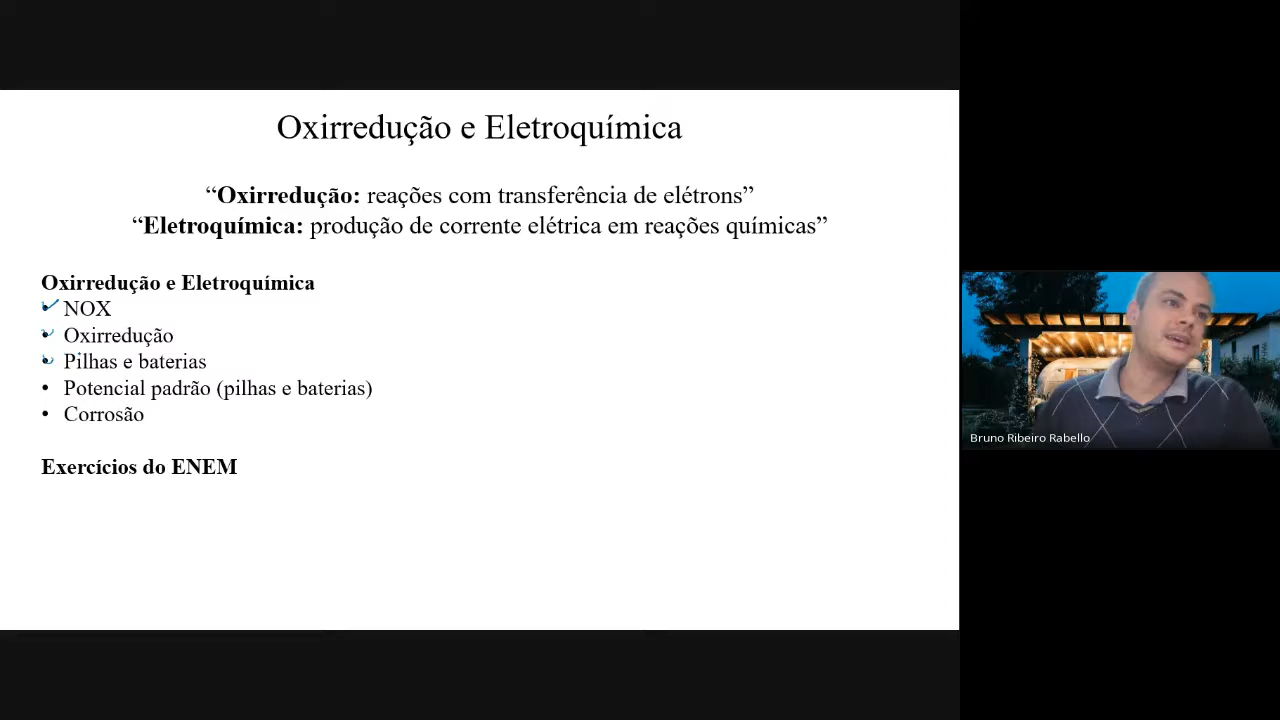 Oxirredução e Eletroquímica
“Oxirredução: reações com transferência de elétrons”
“Eletroquímica: produção de corrente elétrica em reações químicas”
Oxirredução e Eletroquímica
• NOX
• Oxirredução
• Pilhas e baterias
• Potencial padrão (pilhas e baterias)
• Corrosão
Exercícios do ENEM
Bruno Ribeiro Rabello